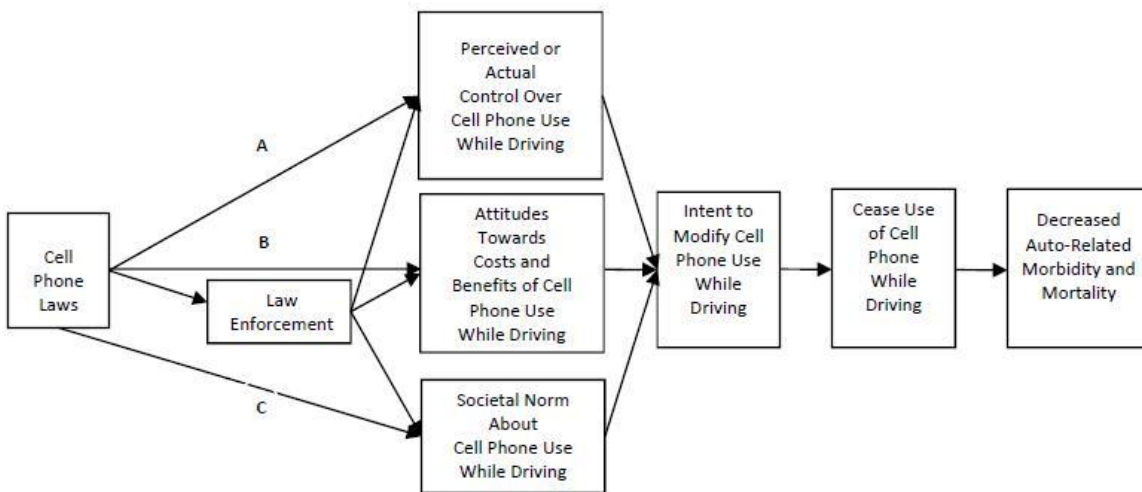 Cell
Phone
Laws
A
B
C
Law
Enforcement
Perceived or
Actual
Control Over
Cell Phone Use
While Driving
Attitudes
Towards
Costs and
Benefits of Cell
Phone Use
While Driving
Societal Norm
About
Cell Phone Use
While Driving
Intent to
Modify Cell
Phone Use
While
Driving
Cease Use
of Cell
Phone
While
Driving
Decreased
Auto-Related
Morbidity and
Mortality